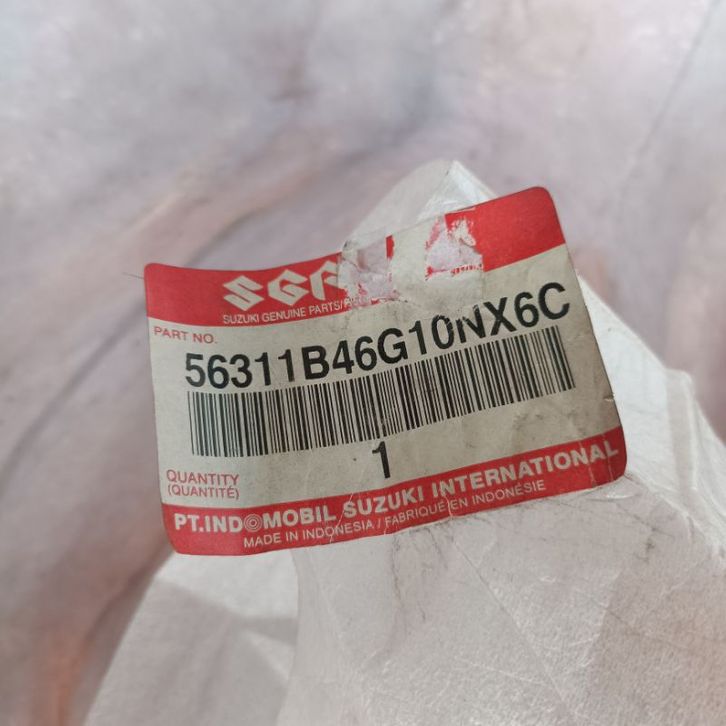 SGP
SUZUKI GENUINE PARTS/
PART NO.
56311B46G10NX6C
1
QUANTITY
(QUANTITÉ)
PT.INDOMOBIL SUZUKI INTERNATIONAL
MADE IN INDONESIA / FABRIQUÉ EN INDONÉSIE